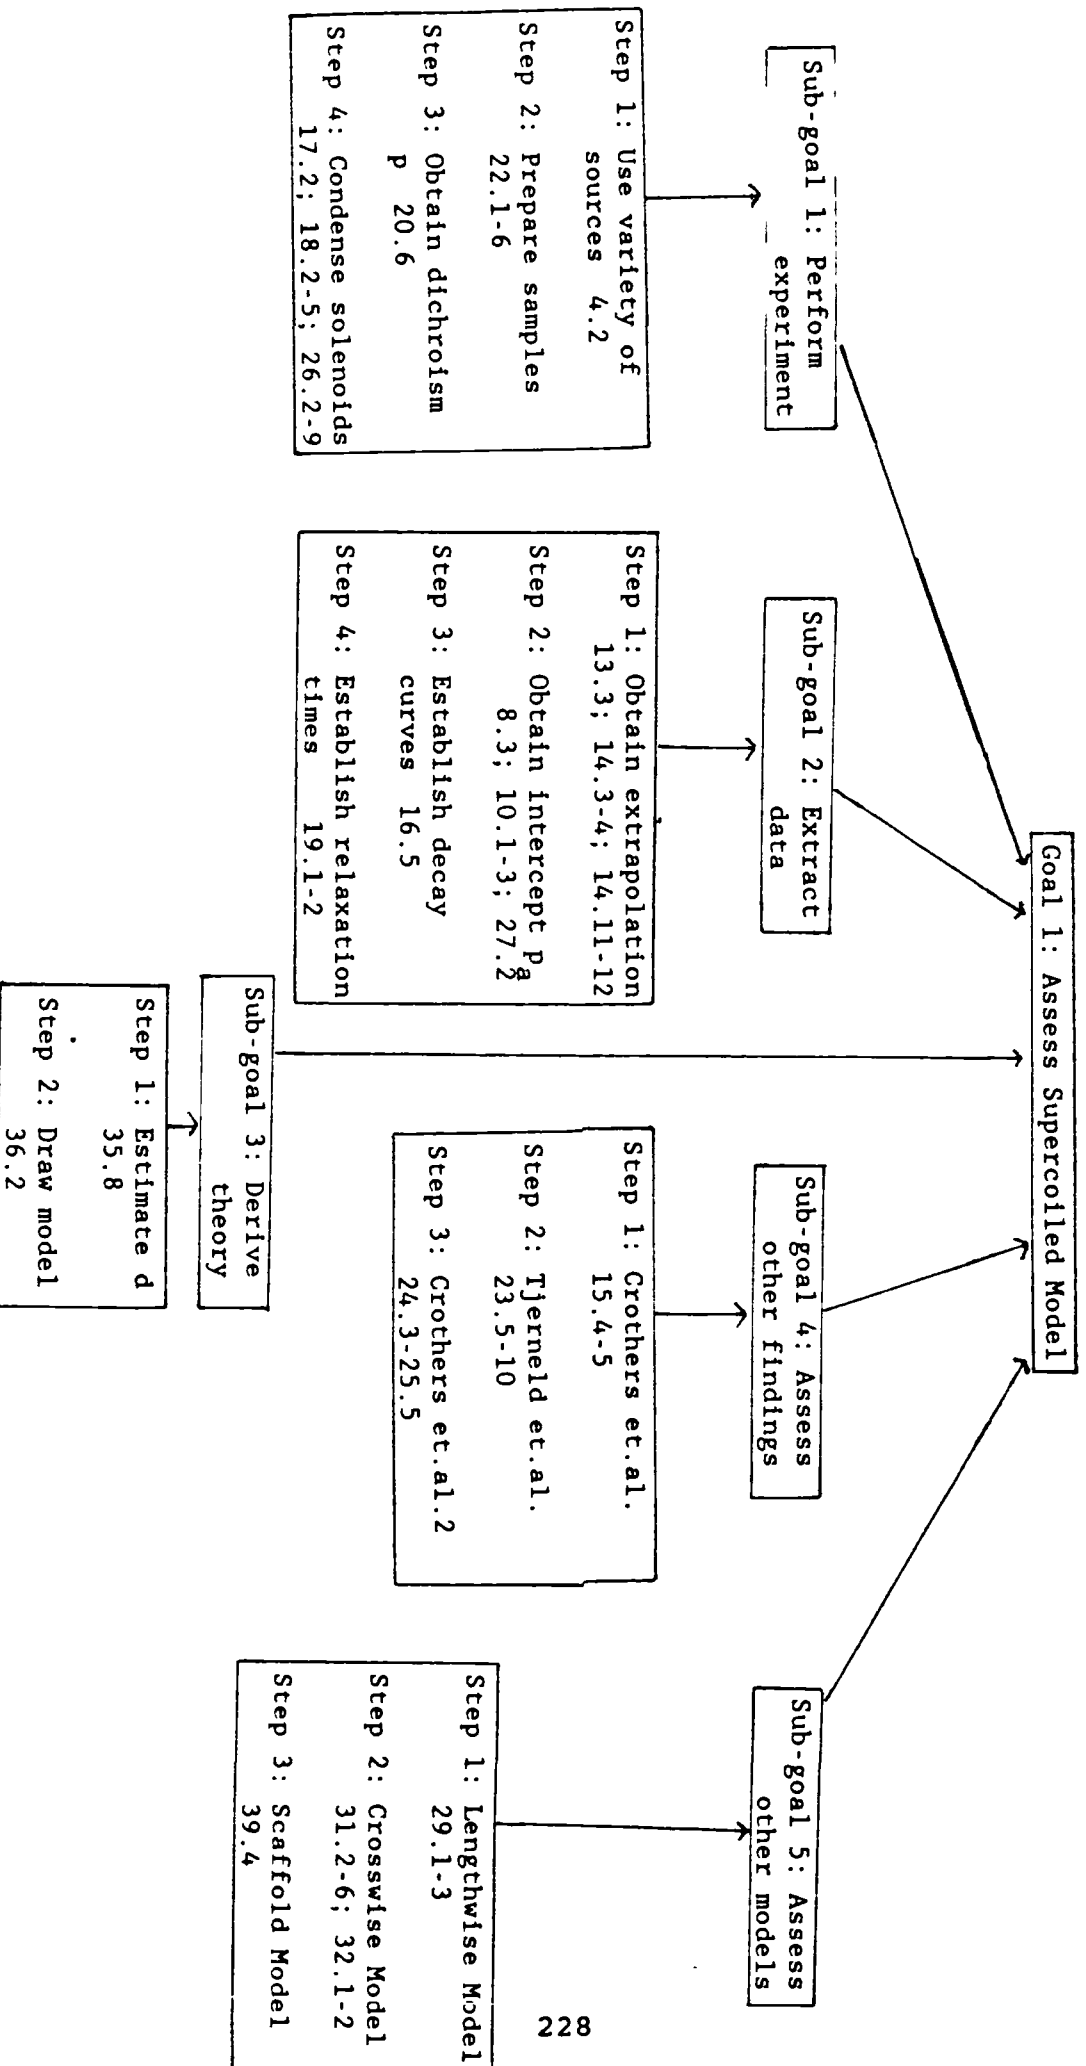 Goal 1: Assess Supercoiled Model
Sub-goal 1: Perform
experiment
Step 1: Use variety of
sources 4.2
Step 2: Prepare samples
22.1-6
Step 3: Obtain dichroism
p 20.6
Step 4: Condense solenoids
17.2; 18.2-5; 26.2-9
Sub-goal 2: Extract
data
Step 1: Obtain extrapolation
13.3; 14.3-4; 14.11-12
Step 2: Obtain intercept pa
8.3; 10.1-3; 27.2
Step 3: Establish decay
curves 16.5
Step 4: Establish relaxation
times 19.1-2
Sub-goal 3: Derive
theory
Step 1: Estimate d
35.8
Step 2: Draw model
36.2
Sub-goal 4: Assess
other findings
Step 1: Crothers et.al.
15.4-5
Step 2: Tjerneld et.al.
23.5-10
Step 3: Crothers et.al.2
24.3-25.5
Sub-goal 5: Assess
other models
Step 1: Lengthwise Model
29.1-3
Step 2: Crosswise Model
31.2-6; 32.1-2
Step 3: Scaffold Model
39.4
228